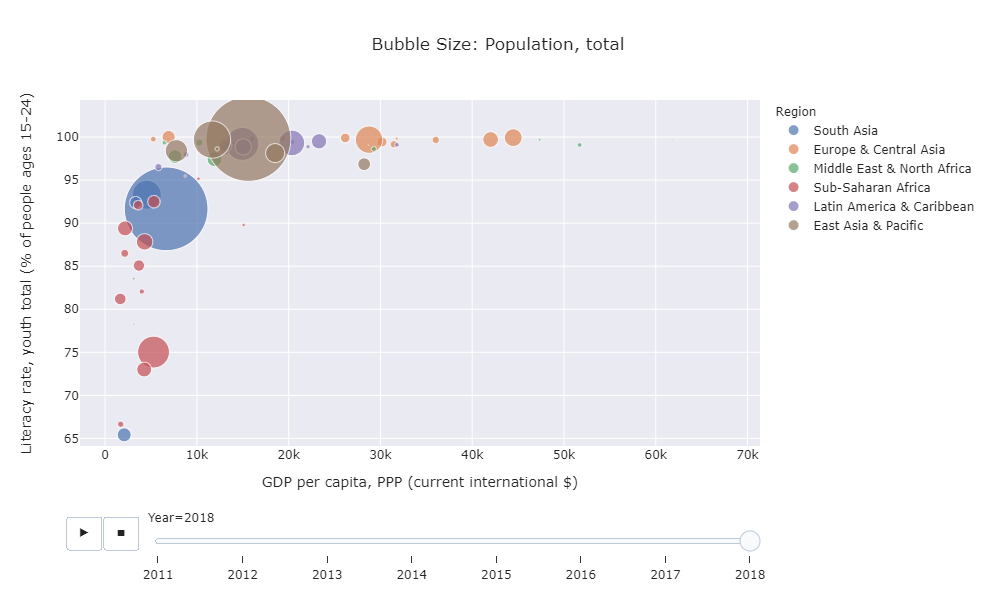 Bubble Size: Population, total
Region
South Asia
Europe & Central Asia
Middle East & North Africa
Sub-Saharan Africa
Latin America & Caribbean
East Asia & Pacific
Literacy rate, youth total (% of people ages 15-24)
100
95
90
85
80
75
70
65
0 10k 20k 30k 40k 50k 60k 70k
GDP per capita, PPP (current international $)
Year=2018
2011 2012 2013 2014 2015 2016 2017 2018